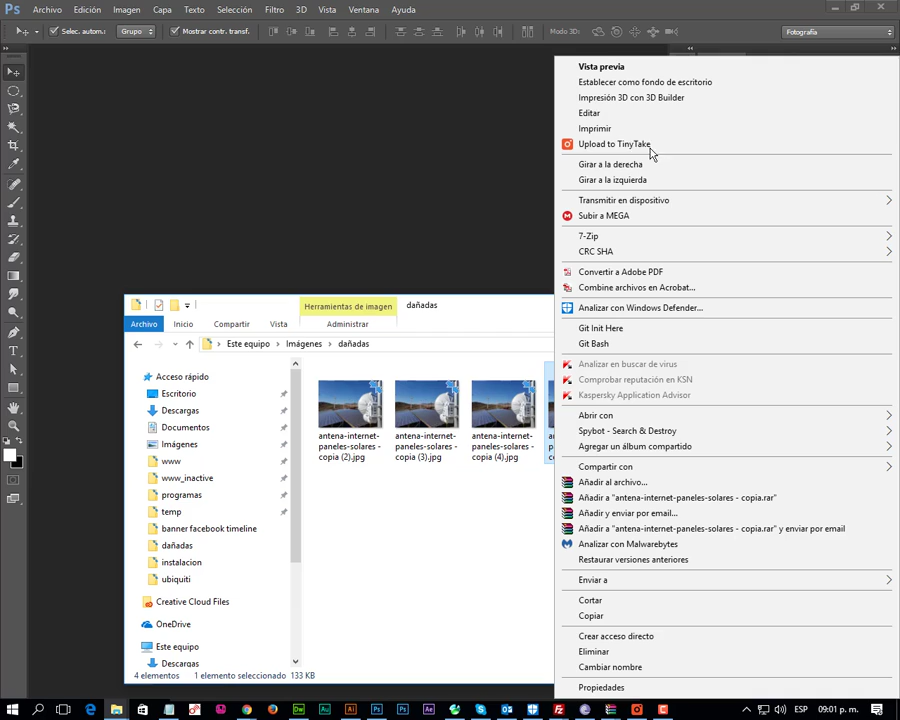 Ps Archivo Edición Imagen Capa Texto Selección Filtro 3D Vista Ventana Ayuda
Selec. autom.: Grupo Mostrar contr. transf. Modo 3D: Fotografía
Vista previa
Establecer como fondo de escritorio
Impresión 3D con 3D Builder
Editar
Imprimir
Upload to TinyTake
Girar a la derecha
Girar a la izquierda
Transmitir en dispositivo
Subir a MEGA
7-Zip
CRC SHA
Convertir a Adobe PDF
Combine archivos en Acrobat...
Analizar con Windows Defender...
Git Init Here
Git Bash
Analizar en buscar de virus
Comprobar reputación en KSN
Kaspersky Application Advisor
Abrir con
Spybot - Search & Destroy
Agregar un álbum compartido
Compartir con
Añadir al archivo...
Añadir a "antena-internet-paneles-solares - copia.rar"
Añadir y enviar por email...
Añadir a "antena-internet-paneles-solares - copia.rar" y enviar por email
Analizar con Malwarebytes
Restaurar versiones anteriores
Enviar a
Cortar
Copiar
Crear acceso directo
Eliminar
Cambiar nombre
Propiedades
Herramientas de imagen dañadas
Archivo Inicio Compartir Vista Administrar
Este equipo Imágenes dañadas
Acceso rápido
Escritorio
Descargas
Documentos
Imágenes
www
www_inactive
programas
temp
banner facebook timeline
dañadas
instalacion
ubiquiti
Creative Cloud Files
OneDrive
Este equipo
Descargas
antena-internet-
paneles-solares -
copia (2).jpg
antena-internet-
paneles-solares -
copia (3).jpg
antena-internet-
paneles-solares -
copia (4).jpg
4 elementos 1 elemento seleccionado 133 KB
Dw Au Ai Ps Ps Ae Fz ESP 09:01 p. m.